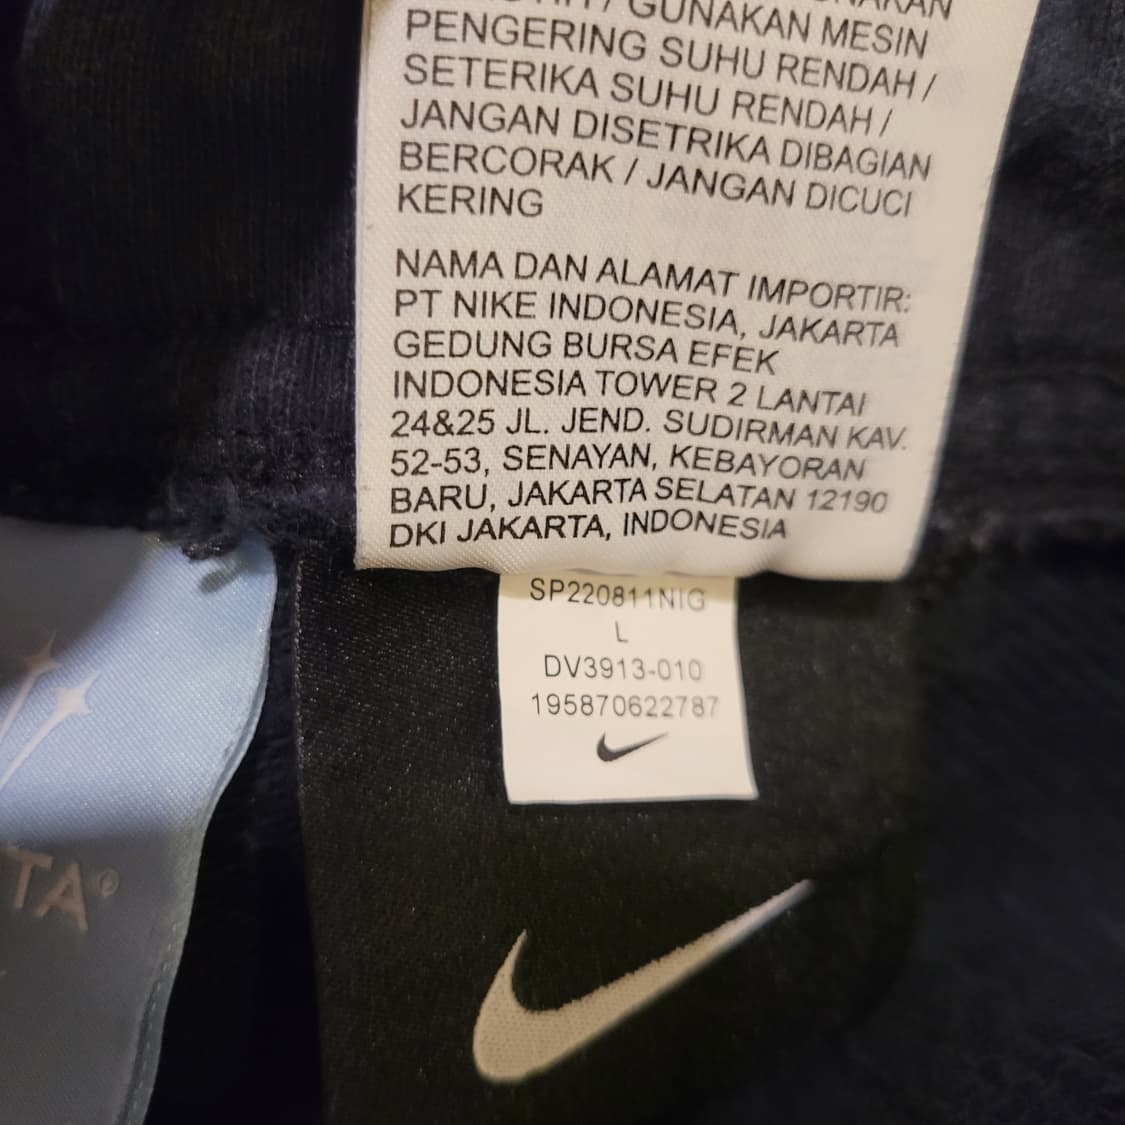 GUNAKAN MESIN
PENGERING SUHU RENDAH /
SETERIKA SUHU RENDAH /
JANGAN DISETRIKA DIBAGIAN
BERCORAK / JANGAN DICUCI
KERING
NAMA DAN ALAMAT IMPORTIR:
PT NIKE INDONESIA, JAKARTA
GEDUNG BURSA EFEK
INDONESIA TOWER 2 LANTAI
24&25 JL. JEND. SUDIRMAN KAV.
52-53, SENAYAN, KEBAYORAN
BARU, JAKARTA SELATAN 12190
DKI JAKARTA, INDONESIA
SP220811NIG
L
DV3913-010
195870622787
TA®